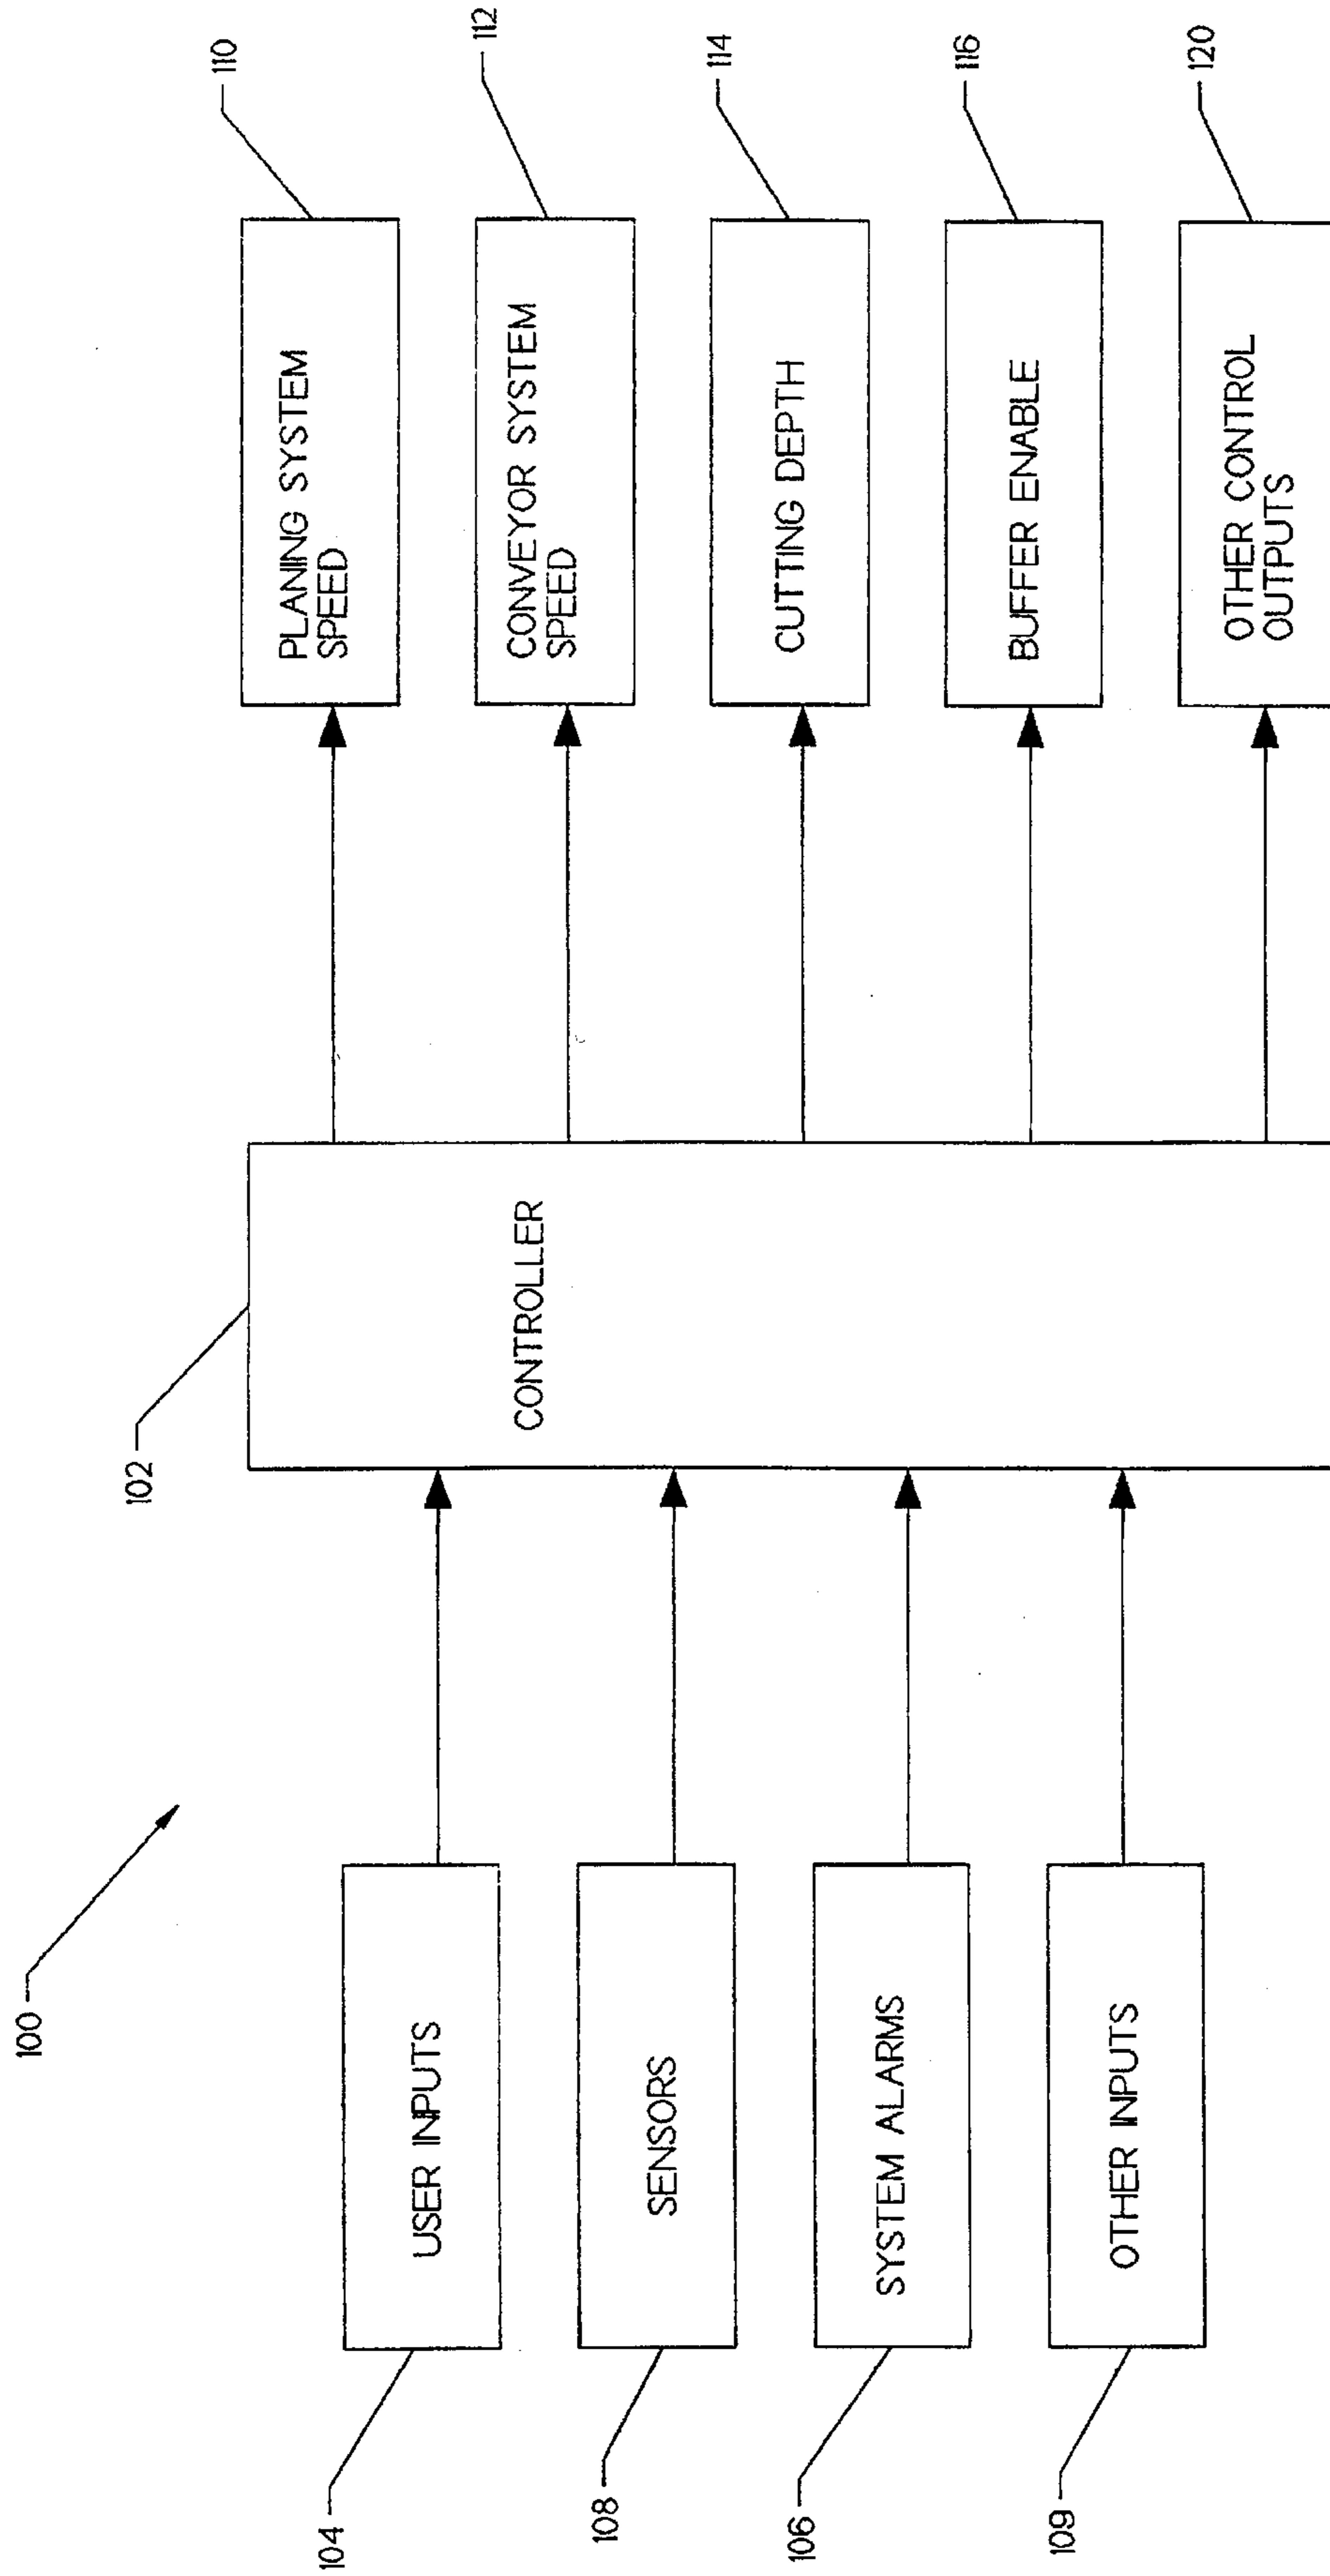 100
102
104
USER INPUTS
108
SENSORS
106
SYSTEM ALARMS
109
OTHER INPUTS
CONTROLLER
110
PLANING SYSTEM
SPEED
112
CONVEYOR SYSTEM
SPEED
114
CUTTING DEPTH
116
BUFFER ENABLE
120
OTHER CONTROL
OUTPUTS